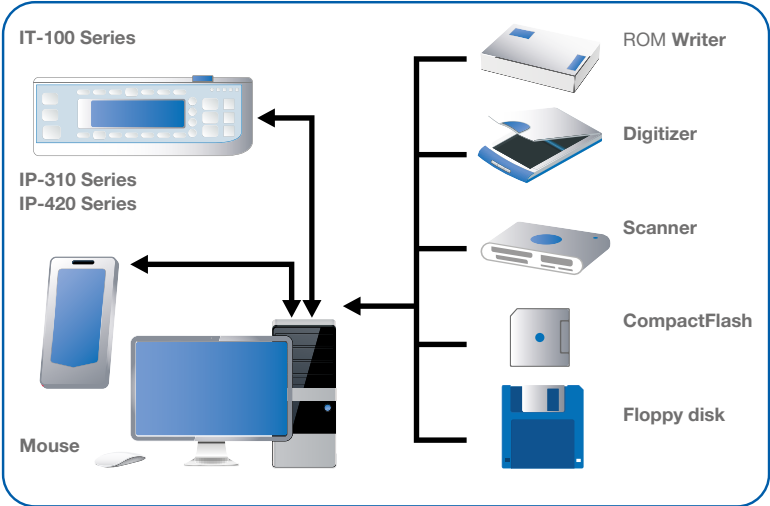 IT-100 Series
IP-310 Series
IP-420 Series
Mouse
ROM Writer
Digitizer
Scanner
CompactFlash
Floppy disk